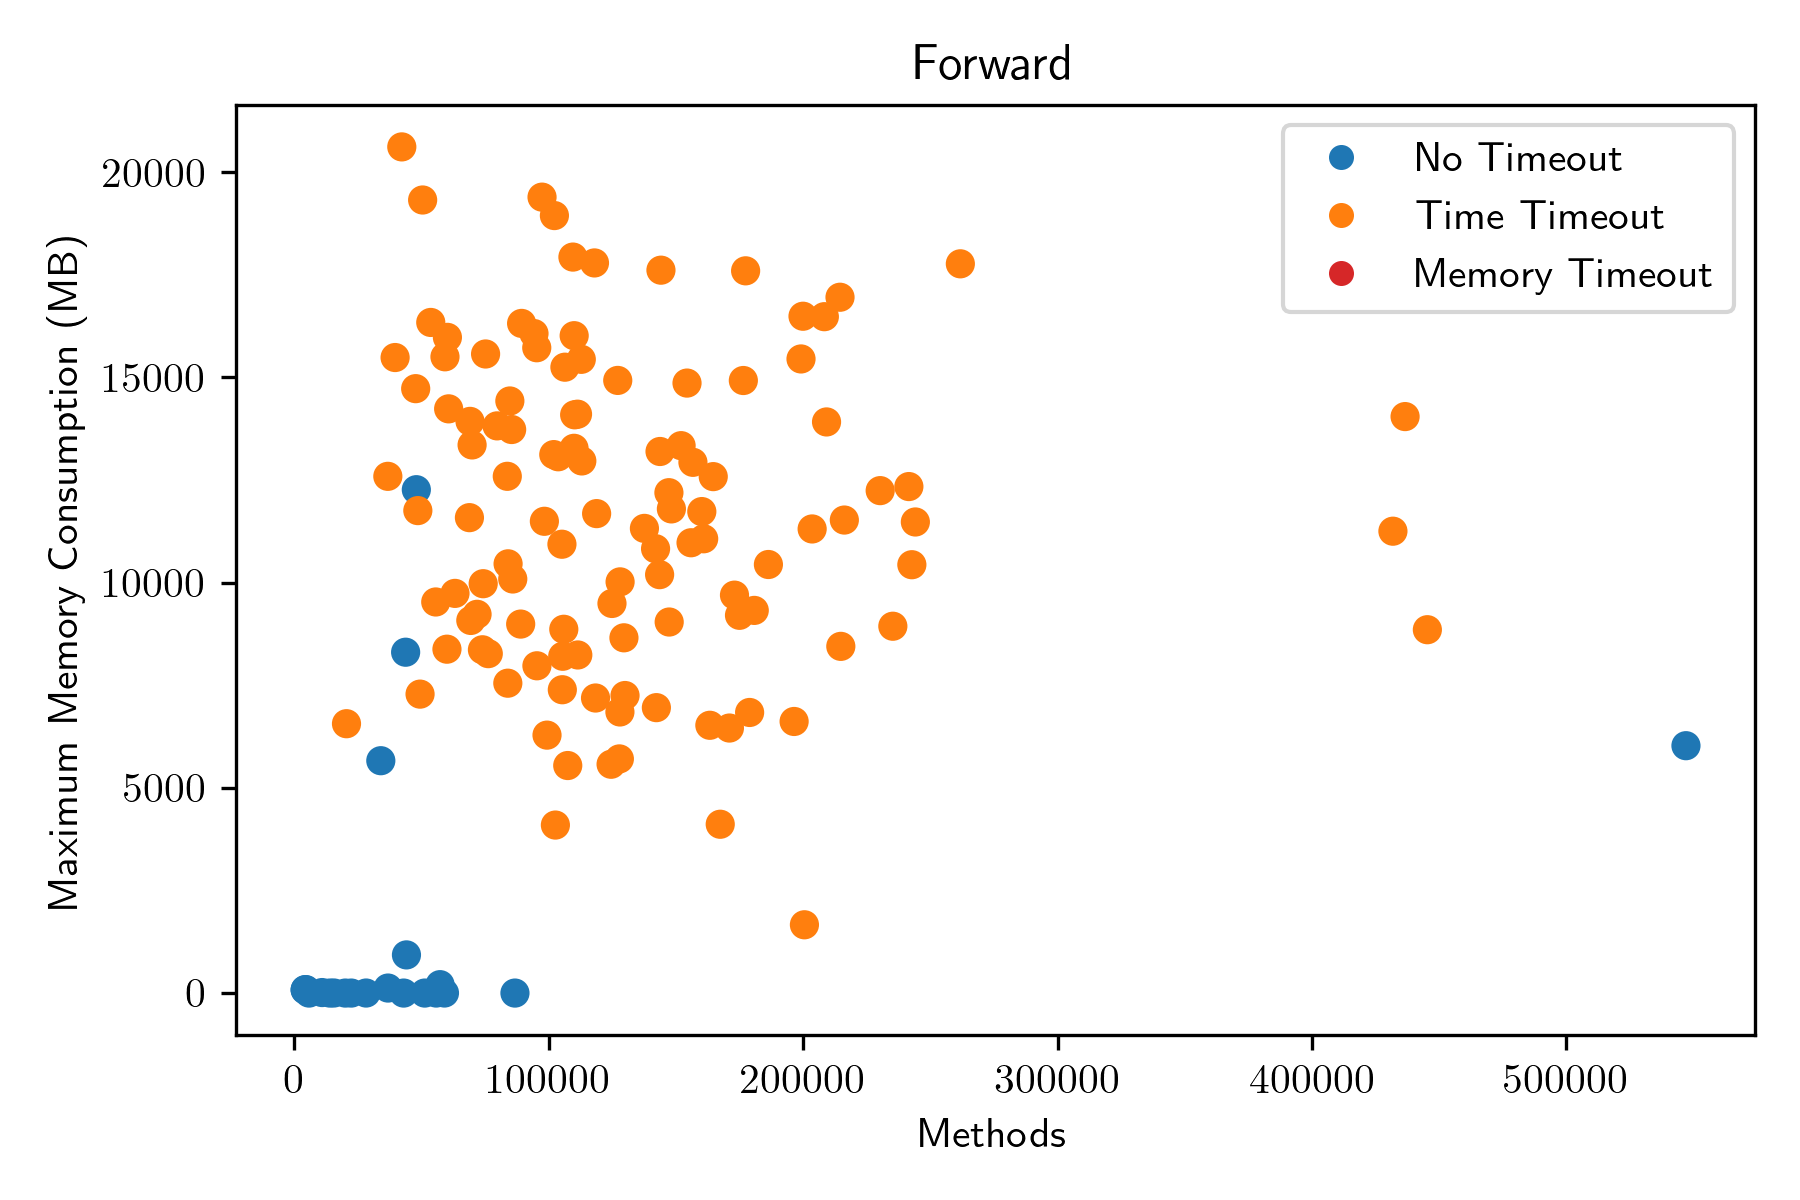 Forward
No Timeout
Time Timeout
Memory Timeout
Maximum Memory Consumption (MB)
20000
15000
10000
5000
0
0 100000 200000 300000 400000 500000
Methods